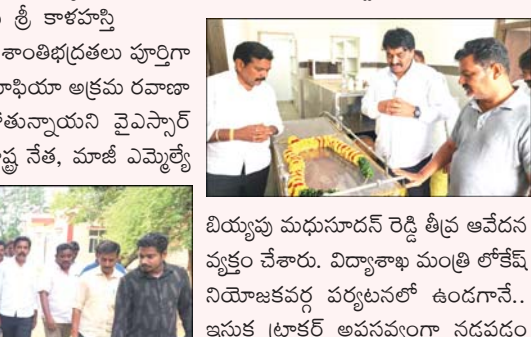 శ్రీ కాళహస్తి
శాంతిభద్రతలు పూర్తిగా
అక్రమ రవాణా
వైఎస్సార్
నేత, మాజీ ఎమ్మెల్యే
బియ్యపు మధుసూదన్ రెడ్డి తీవ్ర ఆవేదన
వ్యక్తం చేశారు. విద్యాశాఖ మంత్రి లోకేష్
నియోజకవర్గ పర్యటనలో ఉండగానే..
ఇసుక ట్రాక్టర్ అపసవ్యంగా నడపడం